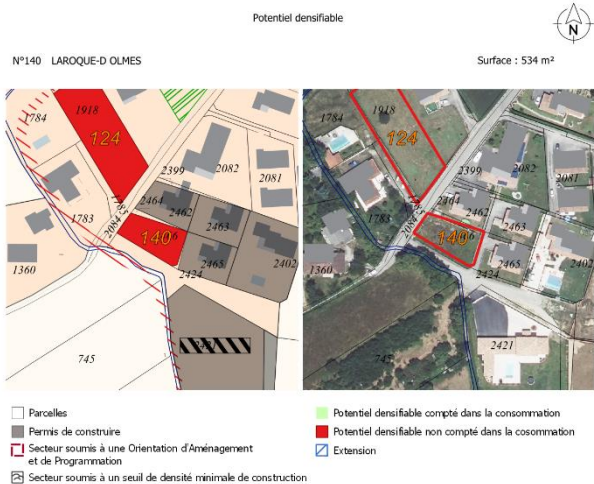 Potentiel densifiable
N
N°140 LAROQUE-D OLMES
Surface : 534 m²
1784
1918
124
2399
2082
2081
1783
2084
2464
2462
2463
140
2465
2402
2424
1360
745
1784
1918
124
2399
2082
2081
1783
2084
2464
2462
2463
140
2465
2402
2424
1360
745
2421
Parcelles
Permis de construire
Secteur soumis à une Orientation d'Aménagement
et de Programmation
Secteur soumis à un seuil de densité minimale de construction
Potentiel densifiable compté dans la consommation
Potentiel densifiable non compté dans la cosommation
Extension